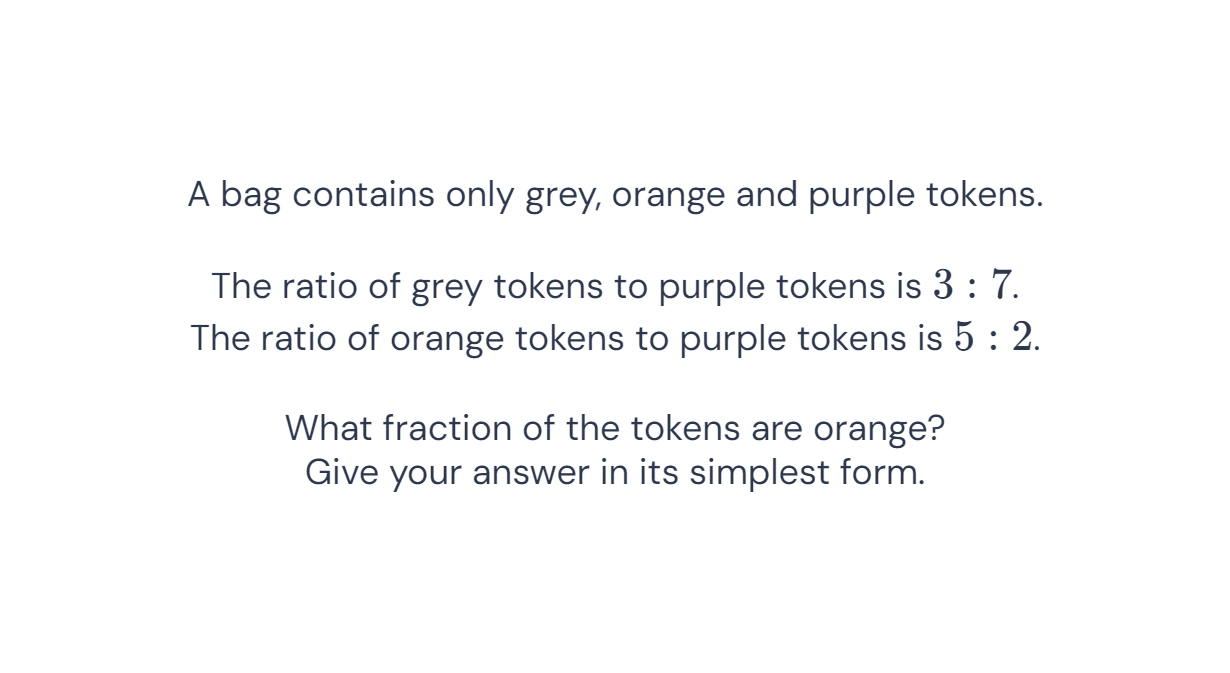 A bag contains only grey, orange and purple tokens.
The ratio of grey tokens to purple tokens is 3 : 7.
The ratio of orange tokens to purple tokens is 5 : 2.
What fraction of the tokens are orange?
Give your answer in its simplest form.